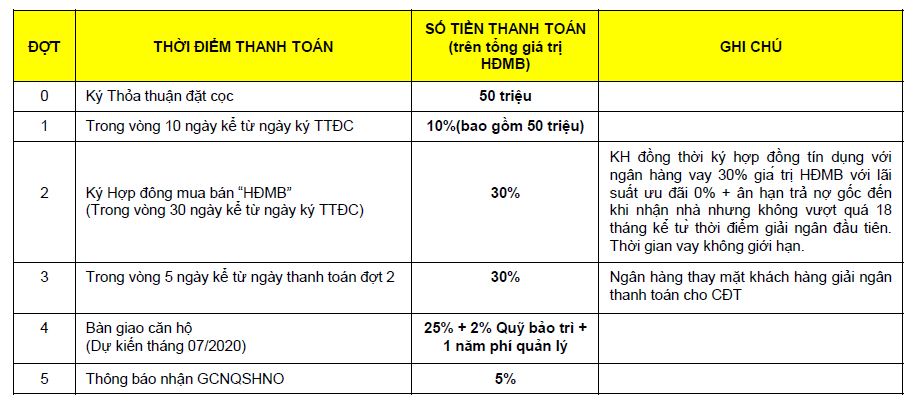 ĐỢT
THỜI ĐIỂM THANH TOÁN
SỐ TIỀN THANH TOÁN
(trên tổng giá trị
HĐMB)
GHI CHÚ
0
Ký Thỏa thuận đặt cọc
50 triệu
1
Trong vòng 10 ngày kể từ ngày ký TTĐC
10%(bao gồm 50 triệu)
2
Ký Hợp đông mua bán “HĐMB”
(Trong vòng 30 ngày kể từ ngày ký TTĐC)
30%
KH đồng thời ký hợp đồng tín dụng với
ngân hàng vay 30% giá trị HĐMB với lãi
suất ưu đãi 0% + ân hạn trả nợ gốc đến
khi nhận nhà nhưng không vượt quá 18
tháng kể từ thời điểm giải ngân đầu tiên.
Thời gian vay không giới hạn.
3
Trong vòng 5 ngày kể từ ngày thanh toán đợt 2
30%
Ngân hàng thay mặt khách hàng giải ngân
thanh toán cho CĐT
4
Bàn giao căn hộ
(Dự kiến tháng 07/2020)
25% + 2% Quỹ bảo trì +
1 năm phí quản lý
5
Thông báo nhận GCNQSHNO
5%